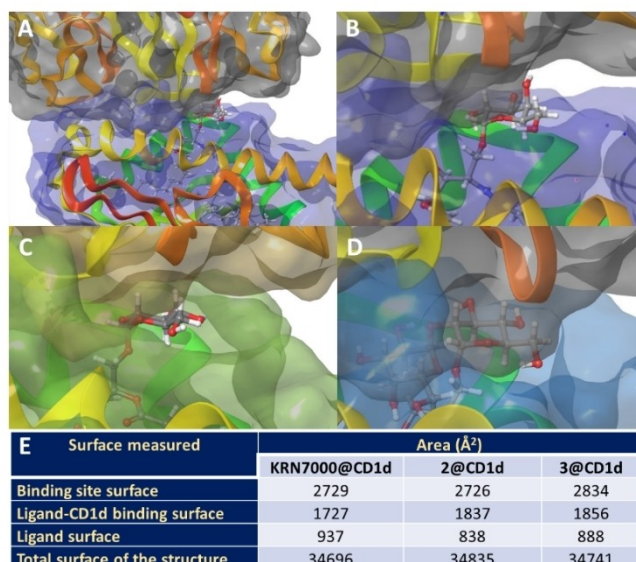 A
B
C
D
E Surface measured Area (Å²)
KRN7000@CD1d 2@CD1d 3@CD1d
Binding site surface 2729 2726 2834
Ligand-CD1d binding surface 1727 1837 1856
Ligand surface 937 838 888
Total surface of the structure 34696 34835 34741